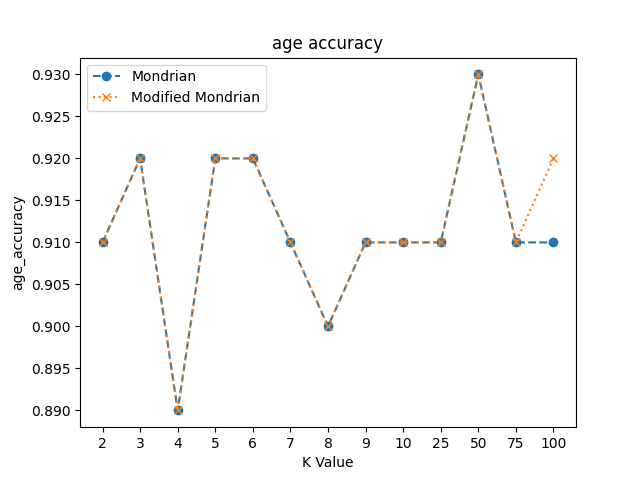 age accuracy
Mondrian
Modified Mondrian
0.930
0.925
0.920
0.915
0.910
0.905
0.900
0.895
0.890
age_accuracy
2 3 4 5 6 7 8 9 10 25 50 75 100
K Value